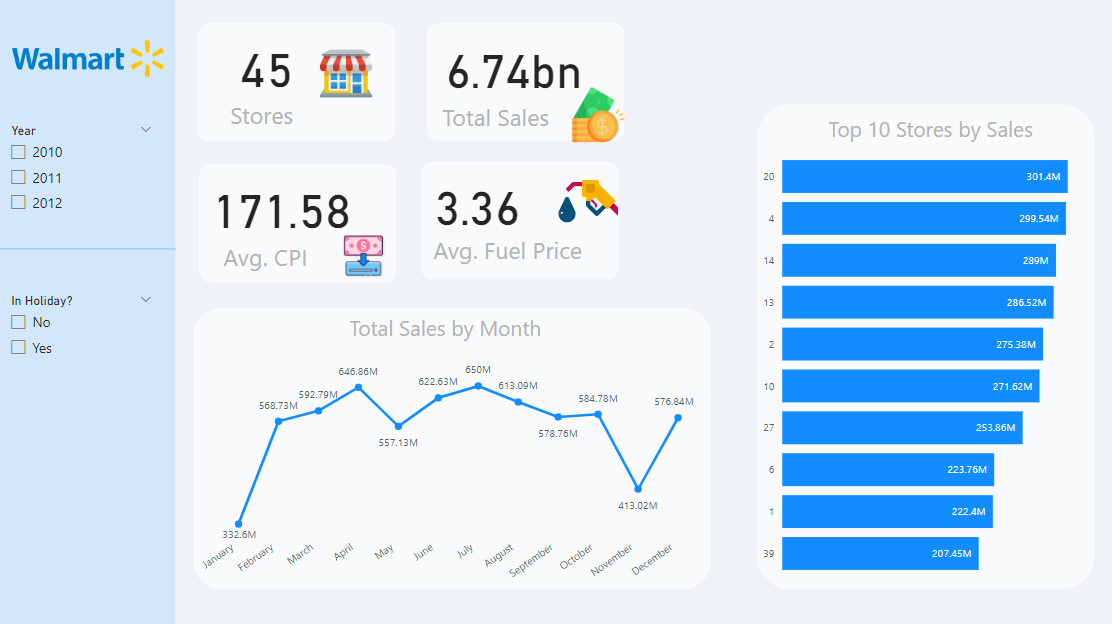 Walmart
Year
2010
2011
2012
In Holiday?
No
Yes
45
Stores
6.74bn
Total Sales
171.58
Avg. CPI
3.36
Avg. Fuel Price
Total Sales by Month
332.6M
568.73M
592.79M
646.86M
557.13M
622.63M
650M
613.09M
578.76M
584.78M
413.02M
576.84M
January
February
March
April
May
June
July
August
September
October
November
December
Top 10 Stores by Sales
20 301.4M
4 299.54M
14 289M
13 286.52M
2 275.38M
10 271.62M
27 253.86M
6 223.76M
1 222.4M
39 207.45M